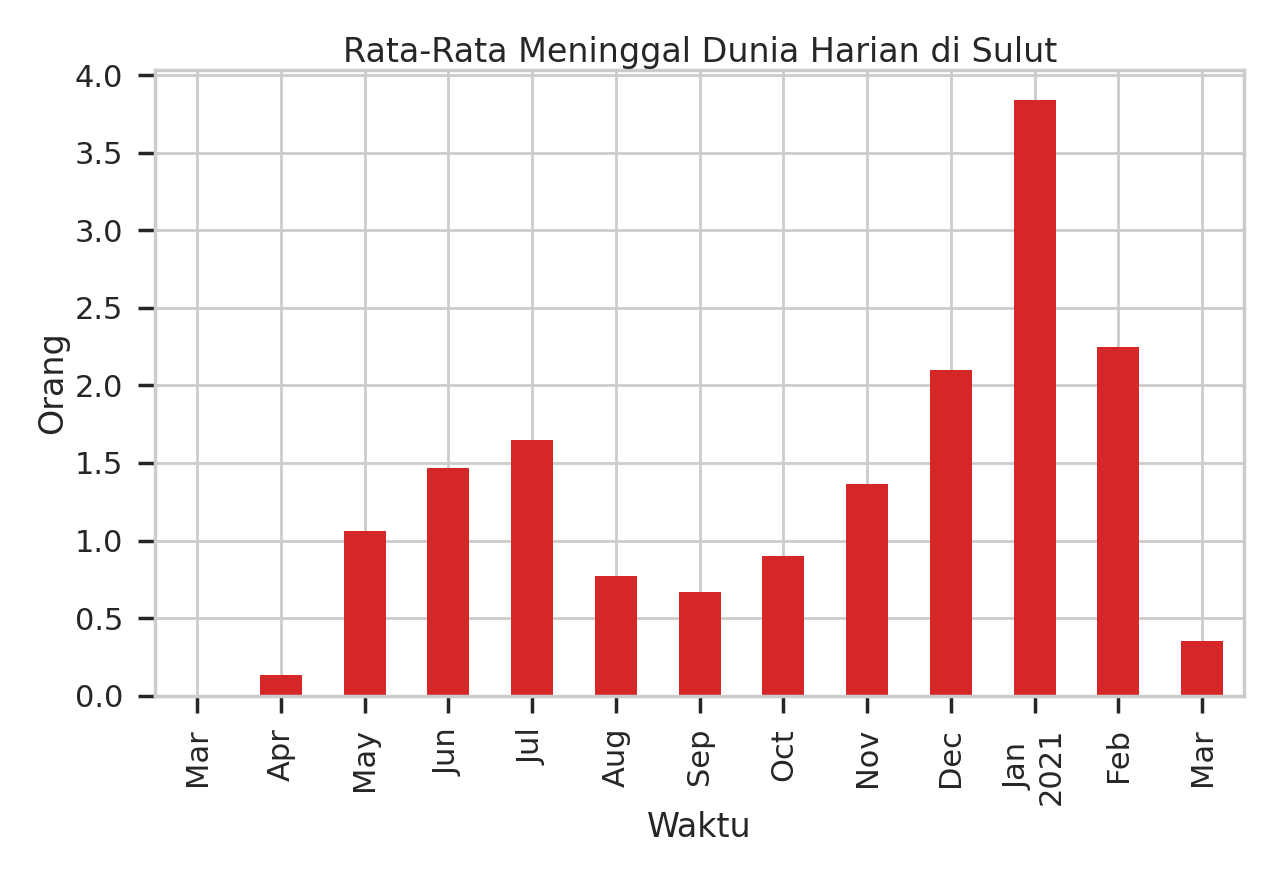 Rata-Rata Meninggal Dunia Harian di Sulut
4.0
3.5
3.0
2.5
2.0
1.5
1.0
0.5
0.0
Orang
Mar
Apr
May
Jun
Jul
Aug
Sep
Oct
Nov
Dec
Jan
2021
Feb
Mar
Waktu